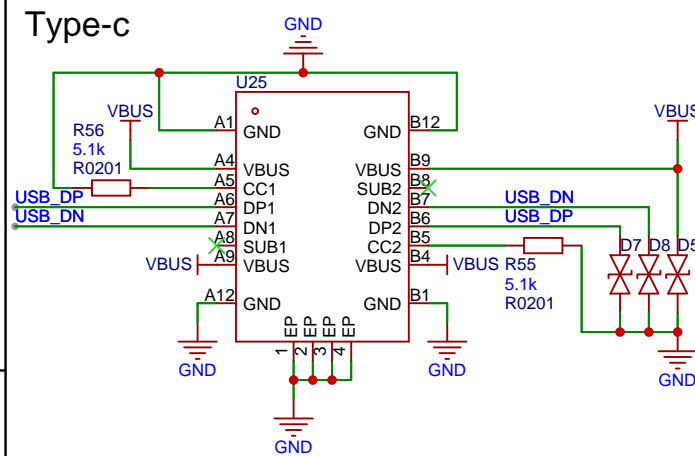 Type-c
GND
U25
VBUS
R56
5.1k
R0201
A1
GND
GND
B12
VBUS
A4
VBUS
VBUS
B9
A5
CC1
SUB2
B8
USB_DP
A6
DP1
DN2
B7
USB_DN
USB_DN
A7
DN1
DP2
B6
USB_DP
A8
SUB1
CC2
B5
D7
D8
D5
VBUS
A9
VBUS
VBUS
B4
VBUS
R55
5.1k
R0201
A12
GND
GND
B1
EP
EP
EP
EP
1
2
3
4
GND
GND
GND
GND